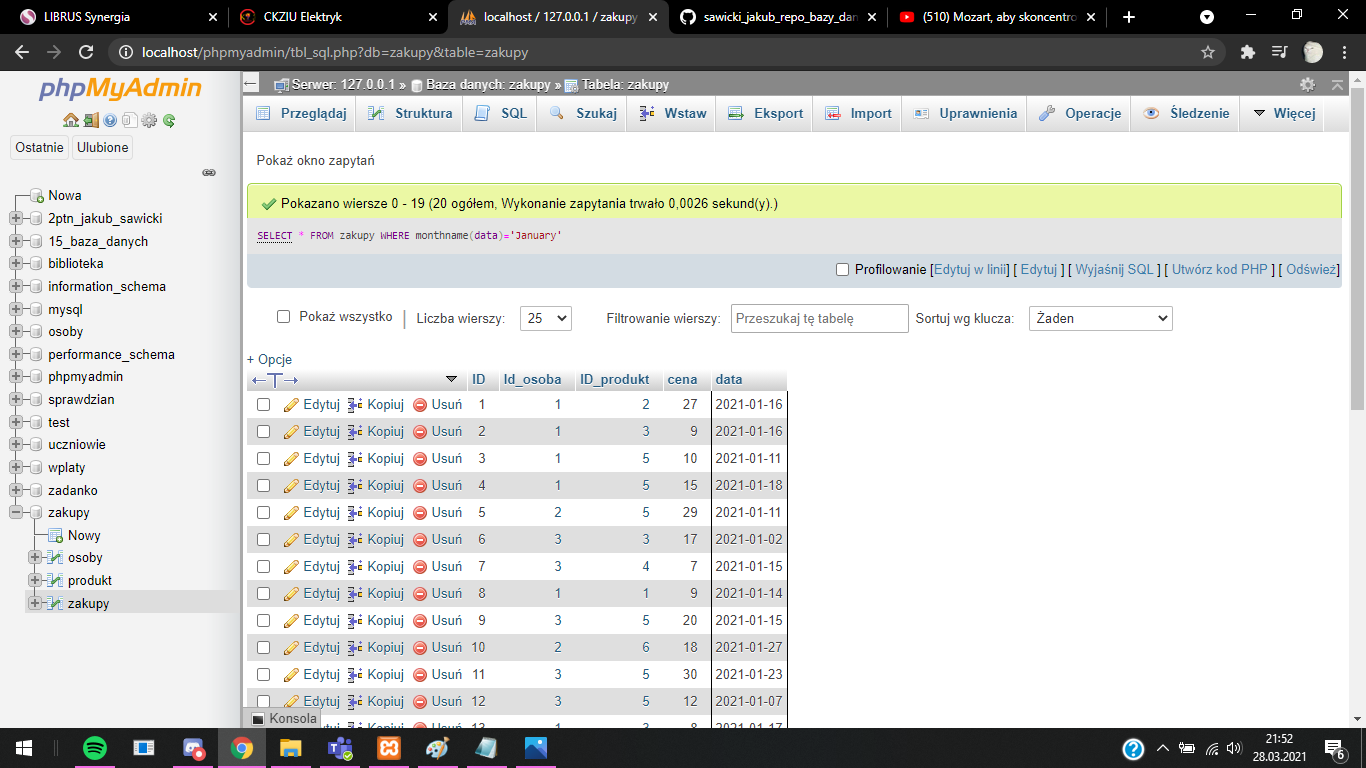 LIBRUS Synergia
CKZIU Elektryk
localhost / 127.0.0.1 / zakupy
sawicki_jakub_repo_bazy_dan
(510) Mozart, aby skoncentro
localhost/phpmyadmin/tbl_sql.php?db=zakupy&table=zakupy
phpMyAdmin
Ostatnie Ulubione
Nowa
2ptn_jakub_sawicki
15_baza_danych
biblioteka
information_schema
mysql
osoby
performance_schema
phpmyadmin
sprawdzian
test
uczniowie
wplaty
zadanko
zakupy
Nowy
osoby
produkt
zakupy
Serwer: 127.0.0.1 » Baza danych: zakupy » Tabela: zakupy
Przeglądaj Struktura SQL Szukaj Wstaw Eksport Import Uprawnienia Operacje Śledzenie Więcej
Pokaż okno zapytań
Pokazano wiersze 0 - 19 (20 ogółem, Wykonanie zapytania trwało 0,0026 sekund(y).)
SELECT * FROM zakupy WHERE monthname(data)='January'
Profilowanie [Edytuj w linii] [ Edytuj ] [ Wyjaśnij SQL ] [ Utwórz kod PHP ] [ Odśwież]
Pokaż wszystko | Liczba wierszy: 25 Filtrowanie wierszy: Przeszukaj tę tabelę Sortuj wg klucza: Żaden
+ Opcje
ID Id_osoba ID_produkt cena data
Edytuj Kopiuj Usuń 1 1 2 27 2021-01-16
Edytuj Kopiuj Usuń 2 1 3 9 2021-01-16
Edytuj Kopiuj Usuń 3 1 5 10 2021-01-11
Edytuj Kopiuj Usuń 4 1 5 15 2021-01-18
Edytuj Kopiuj Usuń 5 2 5 29 2021-01-11
Edytuj Kopiuj Usuń 6 3 3 17 2021-01-02
Edytuj Kopiuj Usuń 7 3 4 7 2021-01-15
Edytuj Kopiuj Usuń 8 1 1 9 2021-01-14
Edytuj Kopiuj Usuń 9 3 5 20 2021-01-15
Edytuj Kopiuj Usuń 10 2 6 18 2021-01-27
Edytuj Kopiuj Usuń 11 3 5 30 2021-01-23
Edytuj Kopiuj Usuń 12 3 5 12 2021-01-07
Konsola
21:52
28.03.2021
6